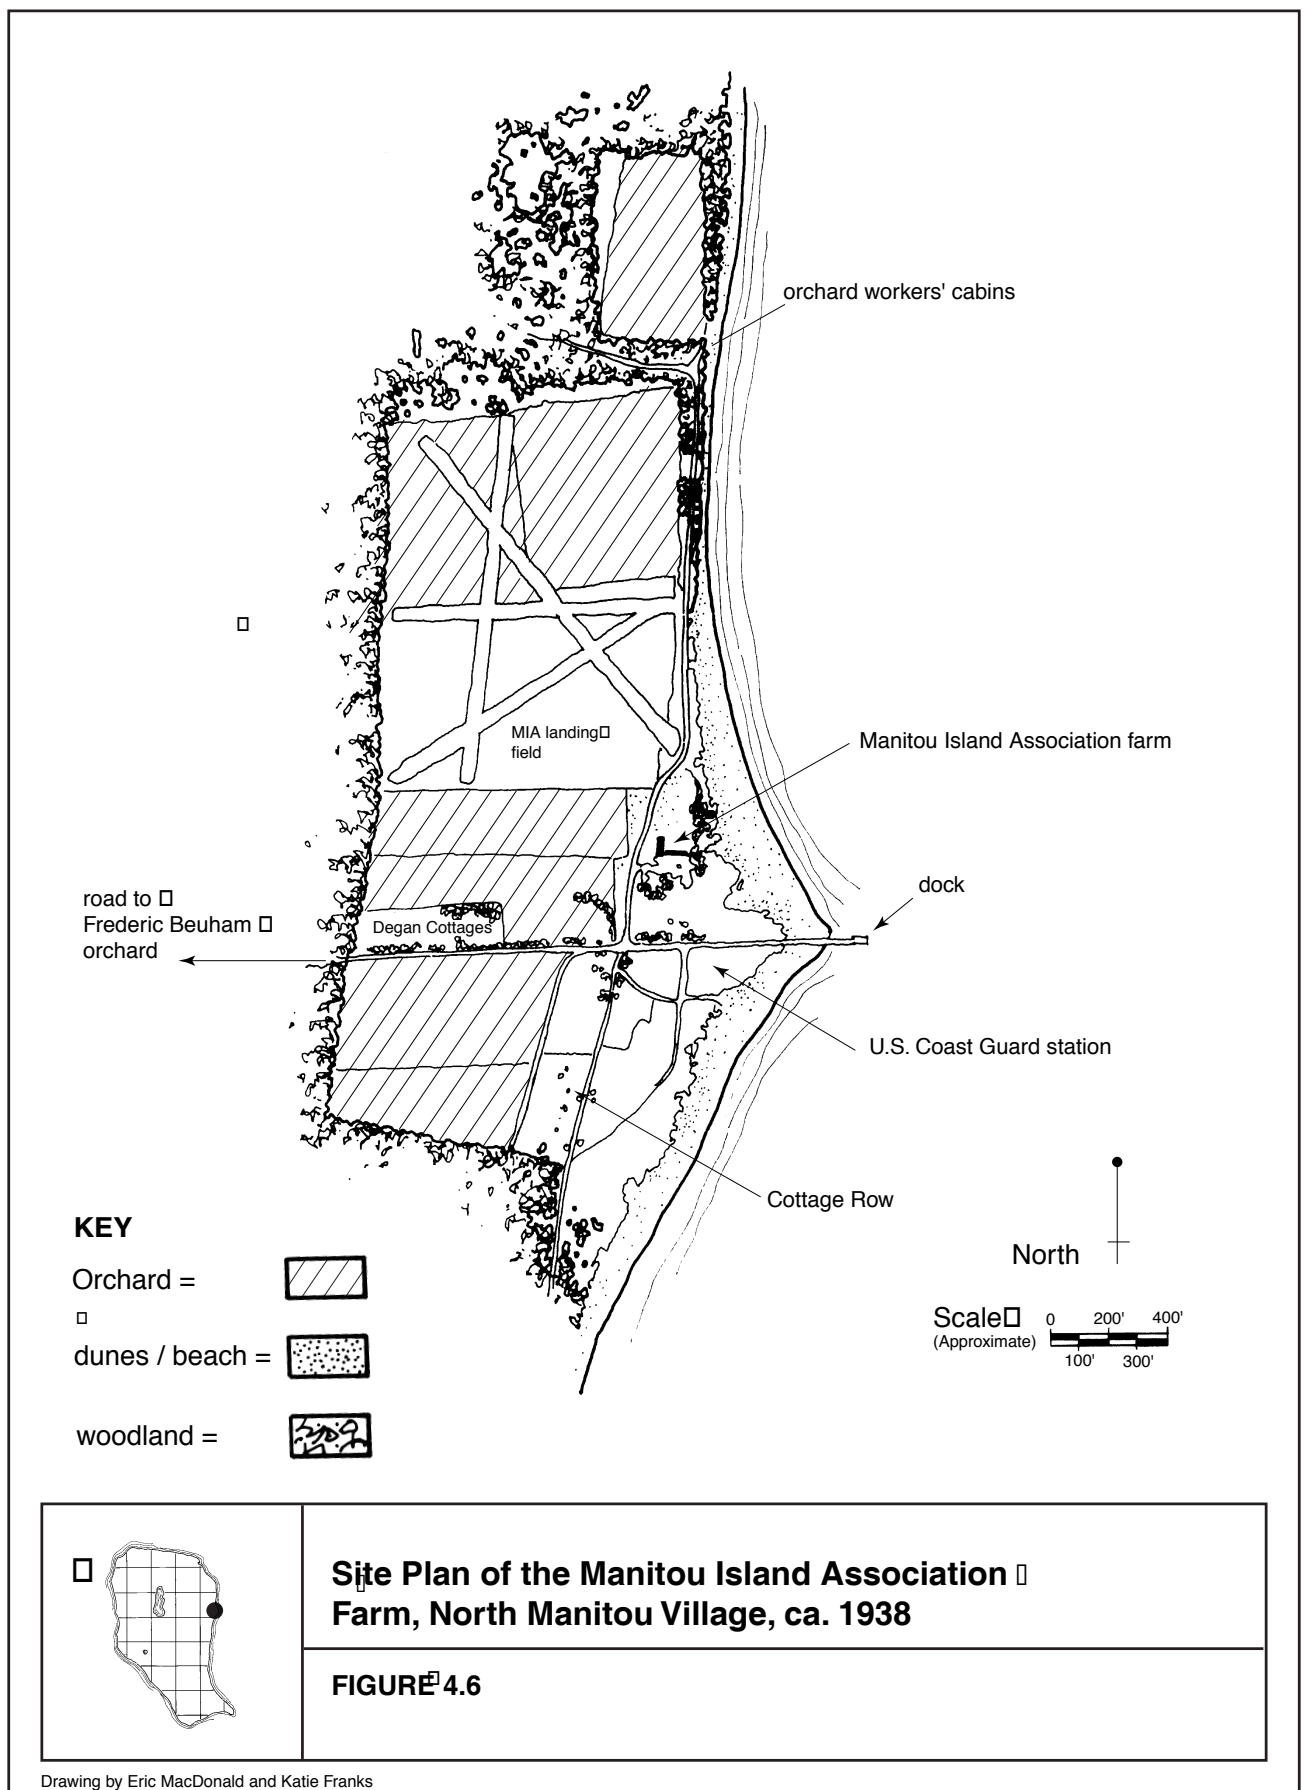 orchard workers' cabins
MIA landing
field
Manitou Island Association farm
dock
road to
Frederic Beuham
orchard
Degan Cottages
U.S. Coast Guard station
Cottage Row
KEY
Orchard =
dunes / beach =
woodland =
North
Scale
(Approximate)
0 200' 400'
100' 300'
Site Plan of the Manitou Island Association
Farm, North Manitou Village, ca. 1938
FIGURE 4.6
Drawing by Eric MacDonald and Katie Franks